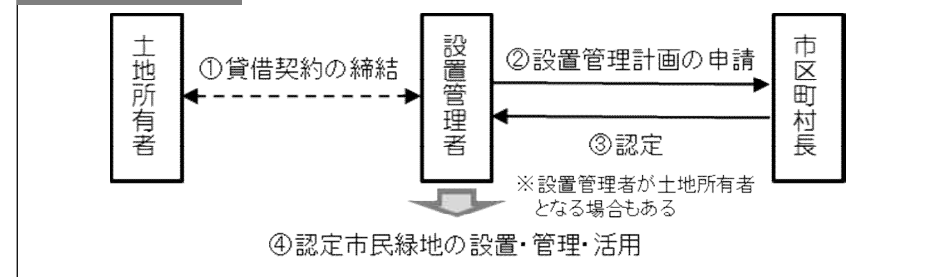 土地所有者
①貸借契約の締結
設置管理者
②設置管理計画の申請
③認定
市区町村長
※設置管理者が土地所有者
となる場合もある
④認定市民緑地の設置・管理・活用